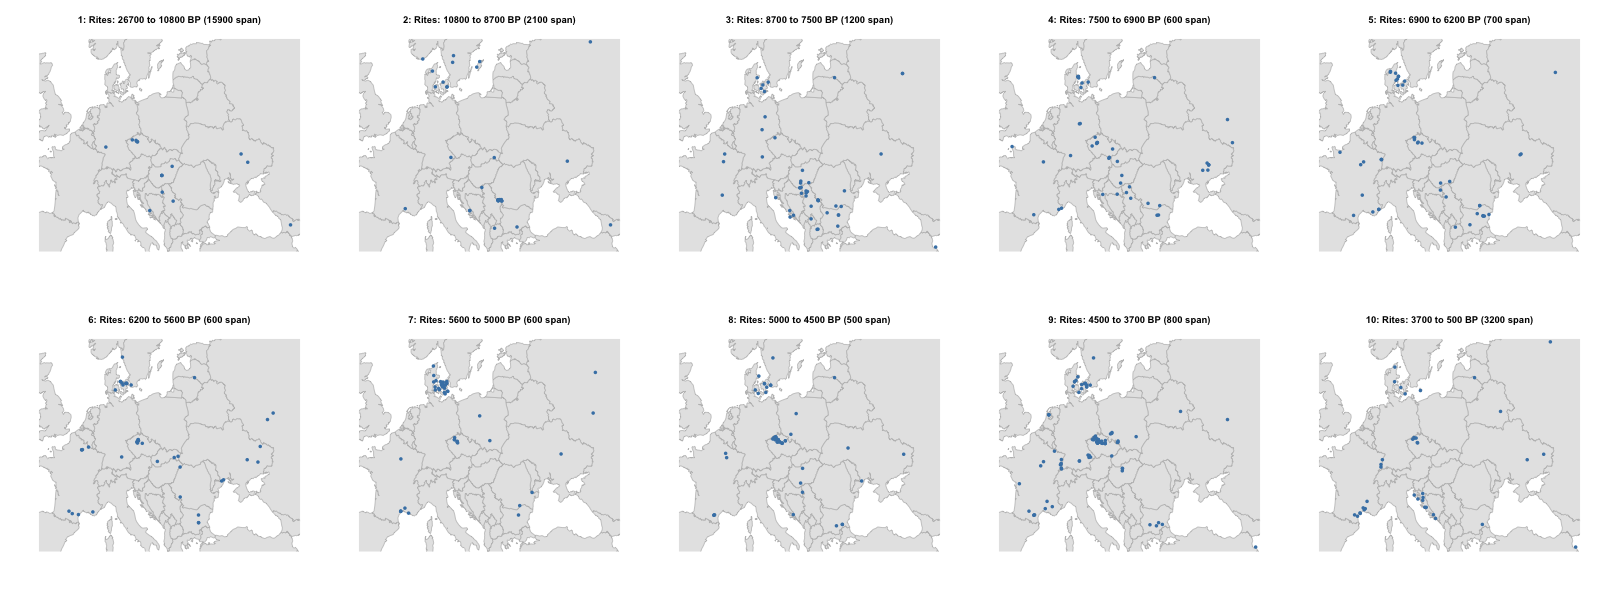 1: Rites: 26700 to 10800 BP (15900 span)
2: Rites: 10800 to 8700 BP (2100 span)
3: Rites: 8700 to 7500 BP (1200 span)
4: Rites: 7500 to 6900 BP (600 span)
5: Rites: 6900 to 6200 BP (700 span)
6: Rites: 6200 to 5600 BP (600 span)
7: Rites: 5600 to 5000 BP (600 span)
8: Rites: 5000 to 4500 BP (500 span)
9: Rites: 4500 to 3700 BP (800 span)
10: Rites: 3700 to 500 BP (3200 span)